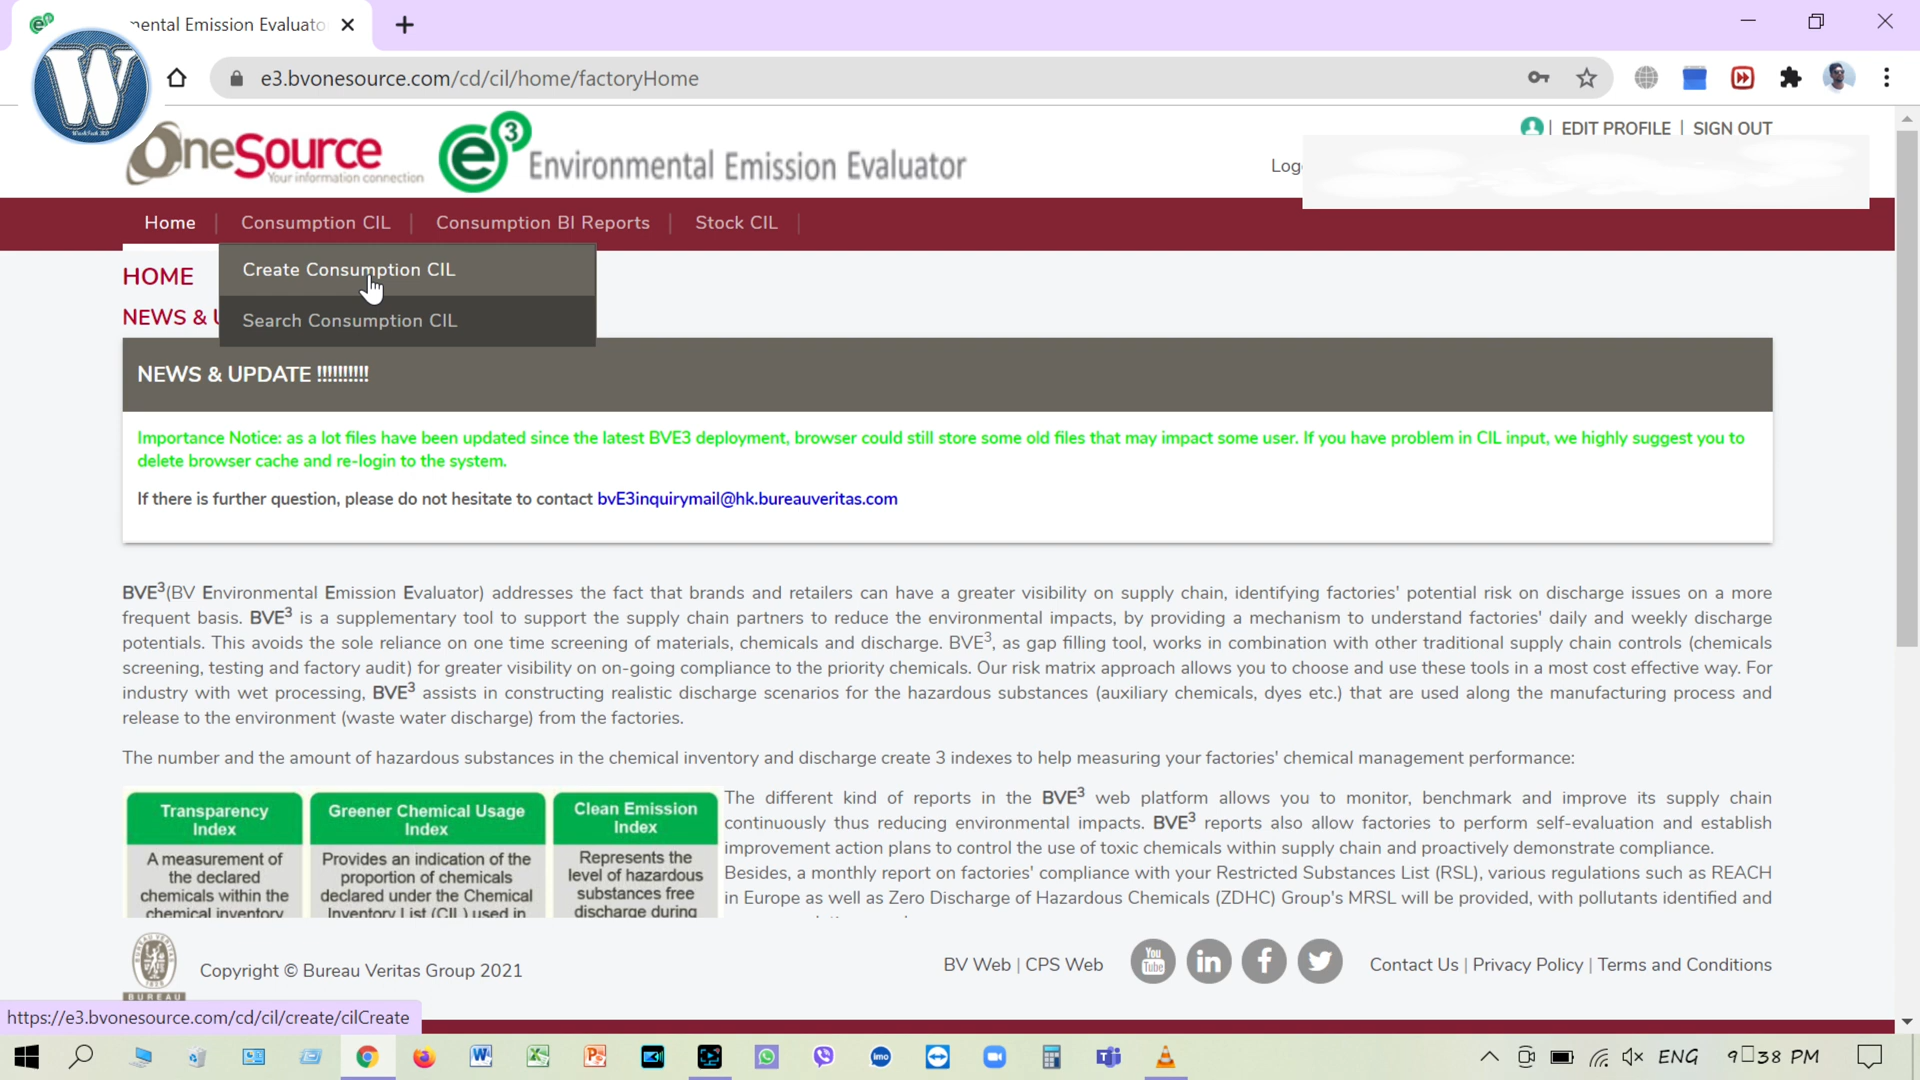 mental Emission Evaluato
e3.bvonesource.com/cd/cil/home/factoryHome
W
OneSource
Your information connection
e3 Environmental Emission Evaluator
| EDIT PROFILE | SIGN OUT
Log
Home | Consumption CIL | Consumption BI Reports | Stock CIL |
Create Consumption CIL
Search Consumption CIL
HOME
NEWS & U
NEWS & UPDATE !!!!!!!!!!
Importance Notice: as a lot files have been updated since the latest BVE3 deployment, browser could still store some old files that may impact some user. If you have problem in CIL input, we highly suggest you to
delete browser cache and re-login to the system.
If there is further question, please do not hesitate to contact bvE3inquirymail@hk.bureauveritas.com
BVE3(BV Environmental Emission Evaluator) addresses the fact that brands and retailers can have a greater visibility on supply chain, identifying factories' potential risk on discharge issues on a more
frequent basis. BVE3 is a supplementary tool to support the supply chain partners to reduce the environmental impacts, by providing a mechanism to understand factories' daily and weekly discharge
potentials. This avoids the sole reliance on one time screening of materials, chemicals and discharge. BVE3, as gap filling tool, works in combination with other traditional supply chain controls (chemicals
screening, testing and factory audit) for greater visibility on on-going compliance to the priority chemicals. Our risk matrix approach allows you to choose and use these tools in a most cost effective way. For
industry with wet processing, BVE3 assists in constructing realistic discharge scenarios for the hazardous substances (auxiliary chemicals, dyes etc.) that are used along the manufacturing process and
release to the environment (waste water discharge) from the factories.
The number and the amount of hazardous substances in the chemical inventory and discharge create 3 indexes to help measuring your factories' chemical management performance:
Transparency
Index
A measurement of
the declared
chemicals within the
chemical inventory
Greener Chemical Usage
Index
Provides an indication of the
proportion of chemicals
declared under the Chemical
Inventory List (CIL) used in
Clean Emission
Index
Represents the
level of hazardous
substances free
discharge during
The different kind of reports in the BVE3 web platform allows you to monitor, benchmark and improve its supply chain
continuously thus reducing environmental impacts. BVE3 reports also allow factories to perform self-evaluation and establish
improvement action plans to control the use of toxic chemicals within supply chain and proactively demonstrate compliance.
Besides, a monthly report on factories' compliance with your Restricted Substances List (RSL), various regulations such as REACH
in Europe as well as Zero Discharge of Hazardous Chemicals (ZDHC) Group's MRSL will be provided, with pollutants identified and
BUREAU
Copyright © Bureau Veritas Group 2021
BV Web | CPS Web
You
Tube
Contact Us | Privacy Policy | Terms and Conditions
https://e3.bvonesource.com/cd/cil/create/cilCreate
imo
ENG
9▯38 PM